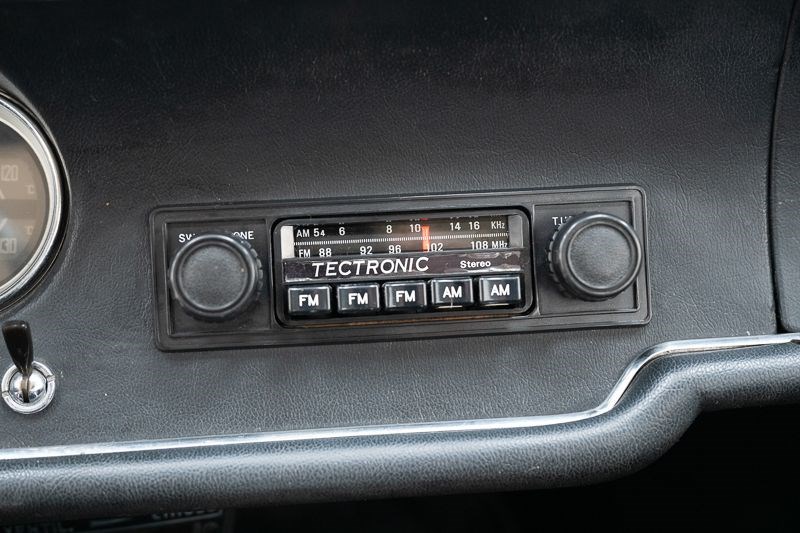 120
°C
°C
AM 54 6 8 10 14 16 KHz
FM 88 92 96 102 108 MHz
TECTRONIC Stereo
FM FM FM AM AM